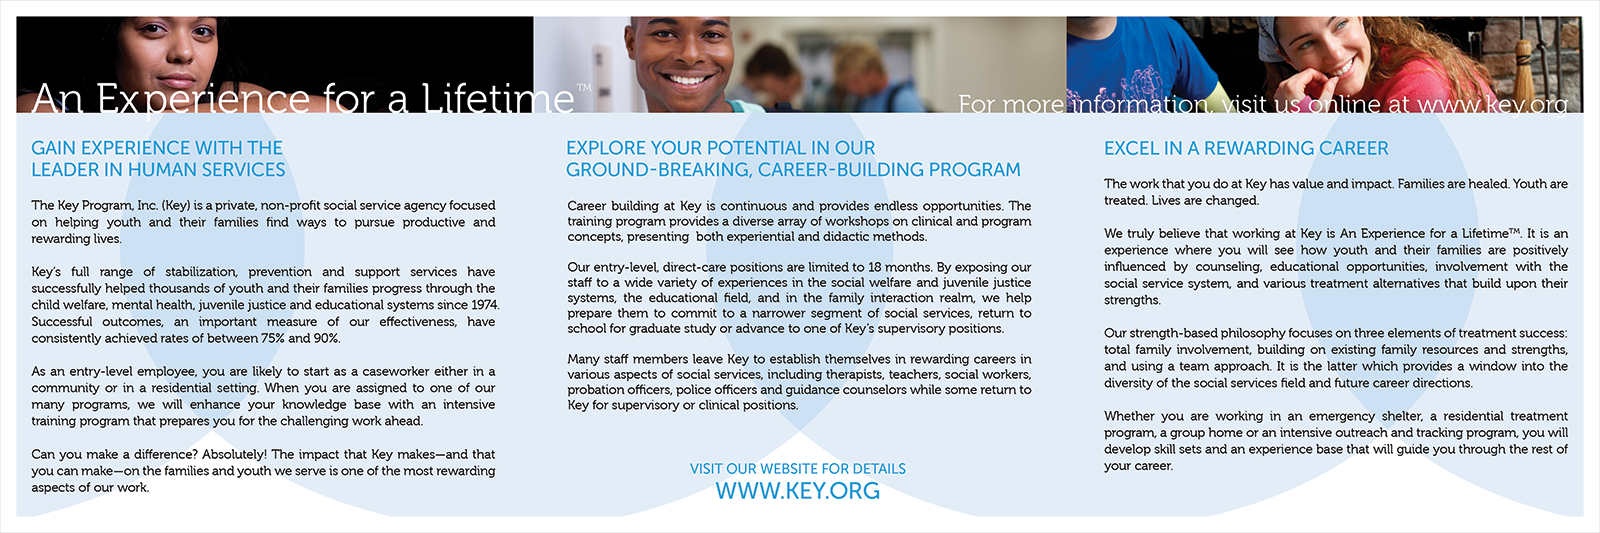 An Experience for a Lifetime™
For more information, visit us online at www.key.org
GAIN EXPERIENCE WITH THE
LEADER IN HUMAN SERVICES
The Key Program, Inc. (Key) is a private, non-profit social service agency focused
on helping youth and their families find ways to pursue productive and
rewarding lives.
Key's full range of stabilization, prevention and support services have
successfully helped thousands of youth and their families progress through the
child welfare, mental health, juvenile justice and educational systems since 1974.
Successful outcomes, an important measure of our effectiveness, have
consistently achieved rates of between 75% and 90%.
As an entry-level employee, you are likely to start as a caseworker either in a
community or in a residential setting. When you are assigned to one of our
many programs, we will enhance your knowledge base with an intensive
training program that prepares you for the challenging work ahead.
Can you make a difference? Absolutely! The impact that Key makes—and that
you can make—on the families and youth we serve is one of the most rewarding
aspects of our work.
EXPLORE YOUR POTENTIAL IN OUR
GROUND-BREAKING, CAREER-BUILDING PROGRAM
Career building at Key is continuous and provides endless opportunities. The
training program provides a diverse array of workshops on clinical and program
concepts, presenting both experiential and didactic methods.
Our entry-level, direct-care positions are limited to 18 months. By exposing our
staff to a wide variety of experiences in the social welfare and juvenile justice
systems, the educational field, and in the family interaction realm, we help
prepare them to commit to a narrower segment of social services, return to
school for graduate study or advance to one of Key's supervisory positions.
Many staff members leave Key to establish themselves in rewarding careers in
various aspects of social services, including therapists, teachers, social workers,
probation officers, police officers and guidance counselors while some return to
Key for supervisory or clinical positions.
VISIT OUR WEBSITE FOR DETAILS
WWW.KEY.ORG
EXCEL IN A REWARDING CAREER
The work that you do at Key has value and impact. Families are healed. Youth are
treated. Lives are changed.
We truly believe that working at Key is An Experience for a Lifetime™. It is an
experience where you will see how youth and their families are positively
influenced by counseling, educational opportunities, involvement with the
social service system, and various treatment alternatives that build upon their
strengths.
Our strength-based philosophy focuses on three elements of treatment success:
total family involvement, building on existing family resources and strengths,
and using a team approach. It is the latter which provides a window into the
diversity of the social services field and future career directions.
Whether you are working in an emergency shelter, a residential treatment
program, a group home or an intensive outreach and tracking program, you will
develop skill sets and an experience base that will guide you through the rest of
your career.